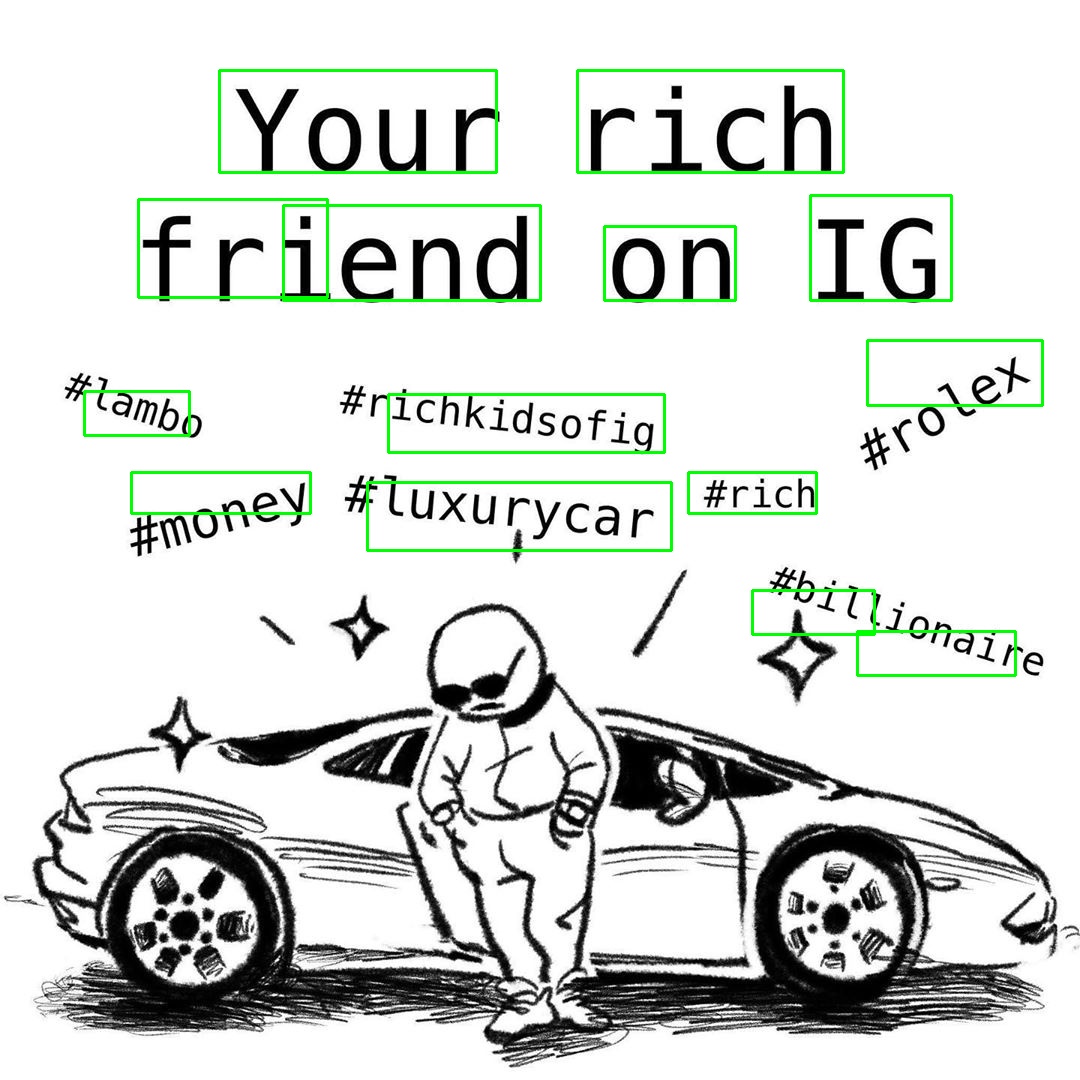 Your rich
friend on IG
#lambo
#richkidsofig
#rolex
#money
#luxurycar
#rich
#billionaire